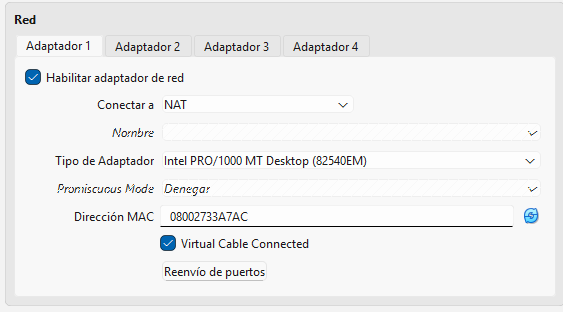 Red
Adaptador 1 Adaptador 2 Adaptador 3 Adaptador 4
Habilitar adaptador de red
Conectar a NAT
Nombre
Tipo de Adaptador Intel PRO/1000 MT Desktop (82540EM)
Promiscuous Mode Denegar
Dirección MAC 08002733A7AC
Virtual Cable Connected
Reenvío de puertos